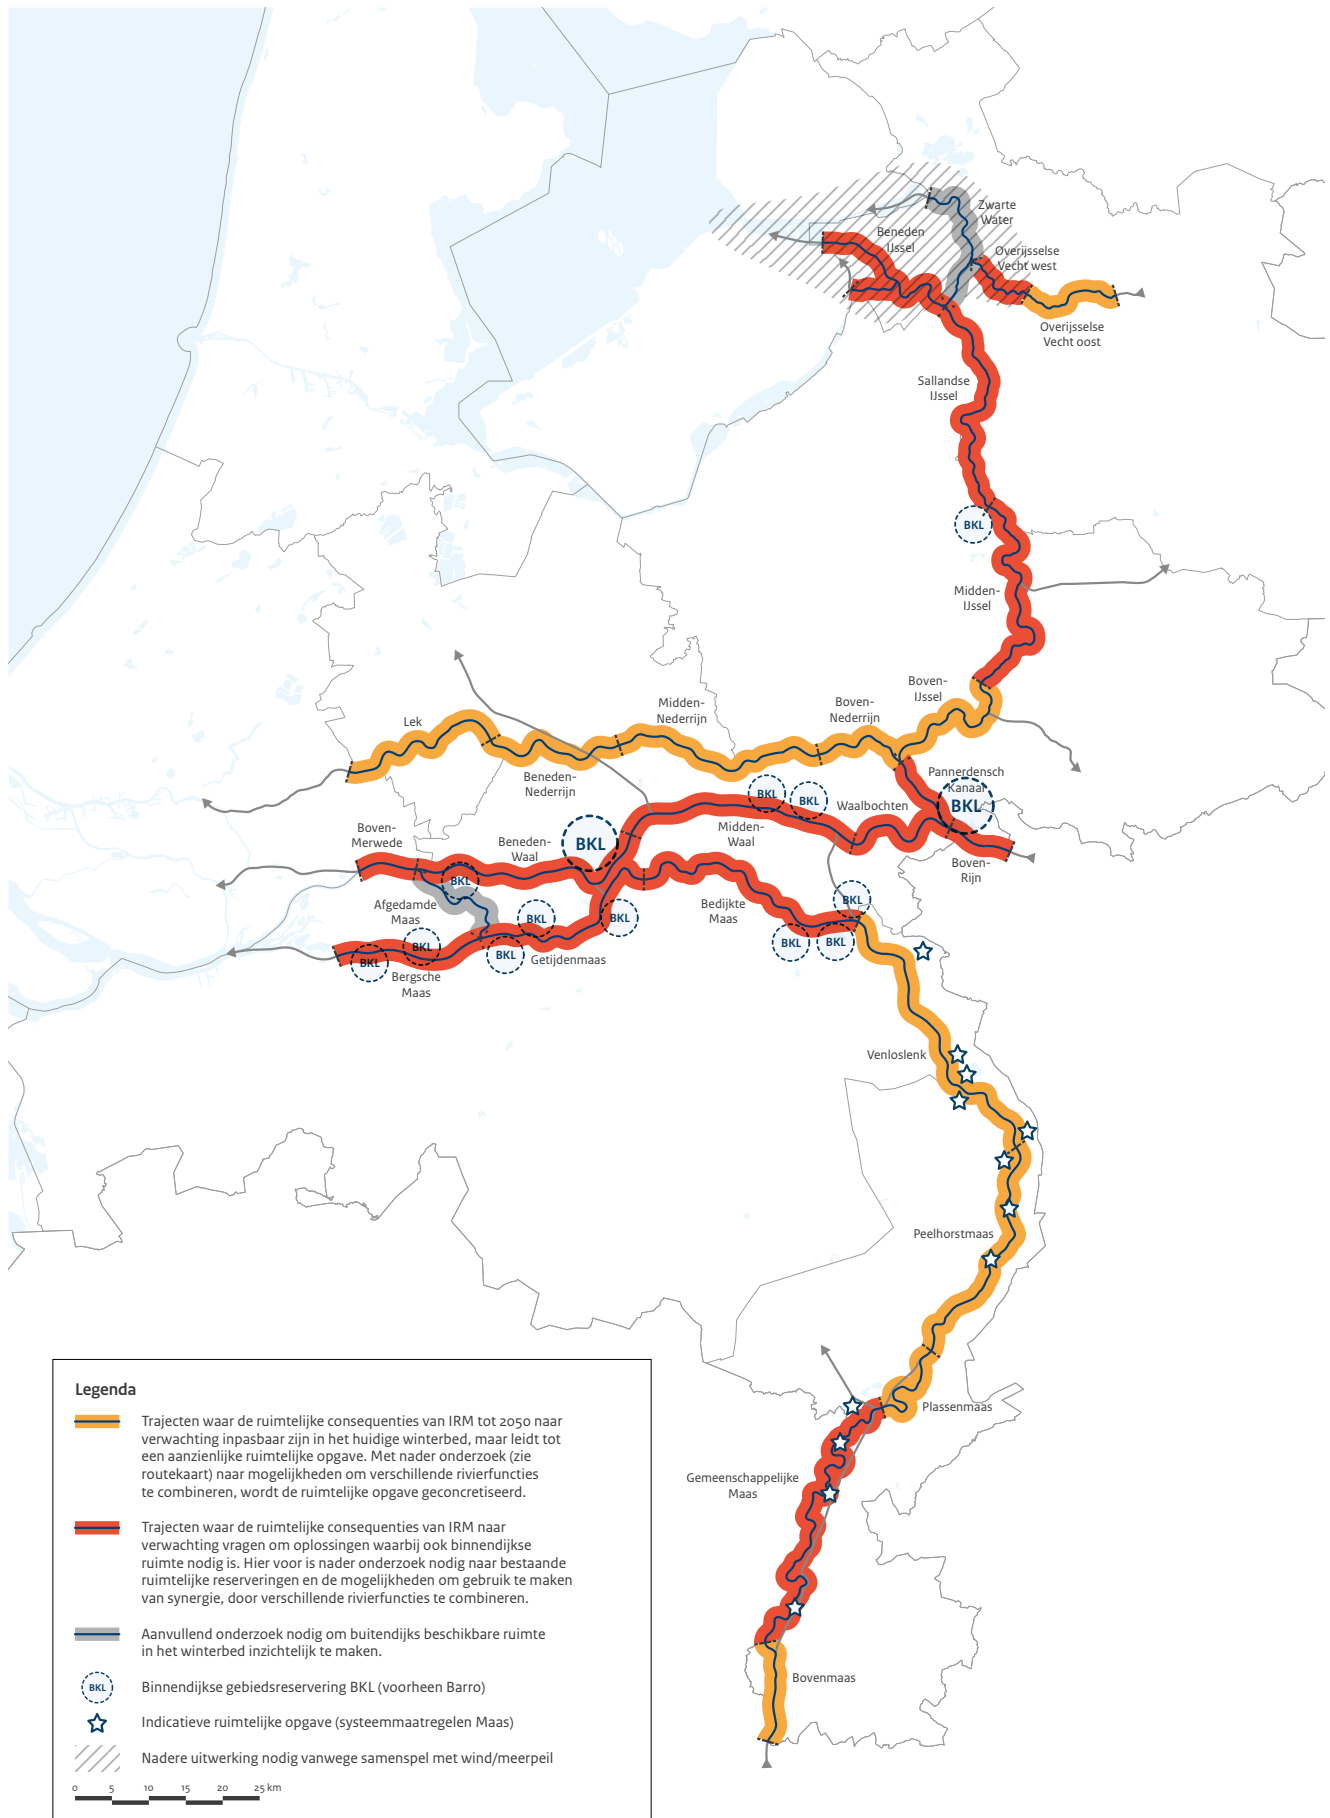 Zwarte
Water
Beneden
IJssel
Overijsselse
Vecht west
Overijsselse
Vecht oost
Sallandse
IJssel
BKL
Midden-
IJssel
Boven-
IJssel
Midden-
Nederrijn
Boven-
Nederrijn
Lek
Beneden-
Nederrijn
Pannerdensch
Kanaal
BKL
BKL
BKL
Waalbochten
Boven-
Merwede
Beneden-
Waal
BKL
Midden-
Waal
Boven-
Rijn
BKL
Afgedamde
Maas
BKL
BKL
Bedijkte
Maas
BKL
BKL
BKL
BKL
BKL
BKL
Getijdenmaas
BKL
Bergsche
Maas
Venloslenk
Peelhorstmaas
Plassenmaas
Gemeenschappelijke
Maas
Bovenmaas
Legenda
Trajecten waar de ruimtelijke consequenties van IRM tot 2050 naar
verwachting inpasbaar zijn in het huidige winterbed, maar leidt tot
een aanzienlijke ruimtelijke opgave. Met nader onderzoek (zie
routekaart) naar mogelijkheden om verschillende rivierfuncties
te combineren, wordt de ruimtelijke opgave geconcretiseerd.
Trajecten waar de ruimtelijke consequenties van IRM naar
verwachting vragen om oplossingen waarbij ook binnendijkse
ruimte nodig is. Hier voor is nader onderzoek nodig naar bestaande
ruimtelijke reserveringen en de mogelijkheden om gebruik te maken
van synergie, door verschillende rivierfuncties te combineren.
Aanvullend onderzoek nodig om buitendijks beschikbare ruimte
in het winterbed inzichtelijk te maken.
BKL Binnendijkse gebiedsreservering BKL (voorheen Barro)
Indicatieve ruimtelijke opgave (systeemmaatregelen Maas)
Nadere uitwerking nodig vanwege samenspel met wind/meerpeil
0 5 10 15 20 25 km